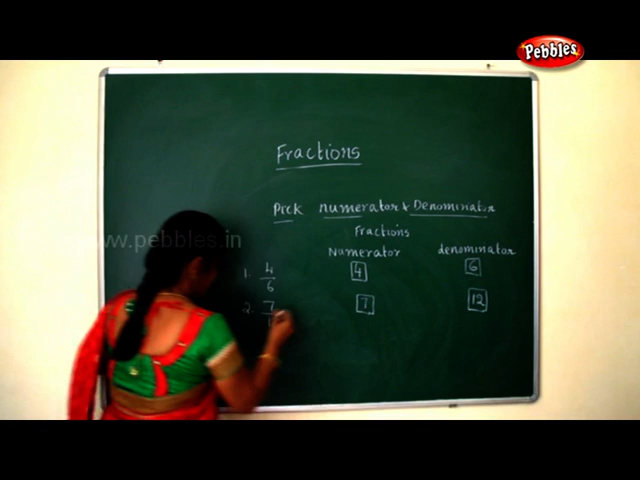 Pebbles
Fractions
Pick numerator & Denominator
Fractions
Numerator denominator
www.pebbles.in
1. 4/6 4 6
2. 7/1 7 12